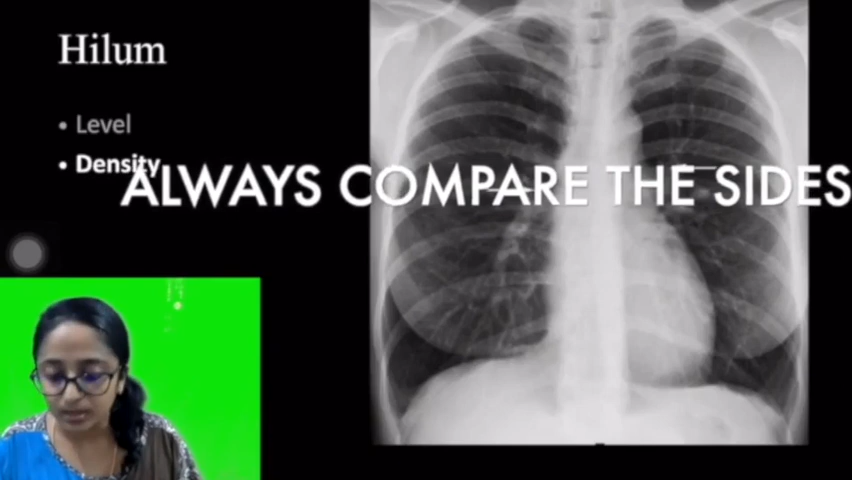 Hilum
• Level
• Density
ALWAYS COMPARE THE SIDES